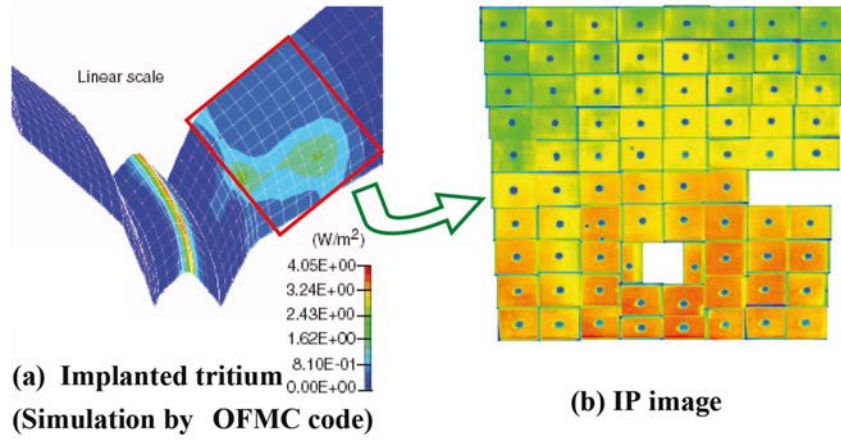 Linear scale
(W/m²)
4.05E+00
3.24E+00
2.43E+00
1.62E+00
8.10E-01
0.00E+00
(a) Implanted tritium
(Simulation by OFMC code)
(b) IP image